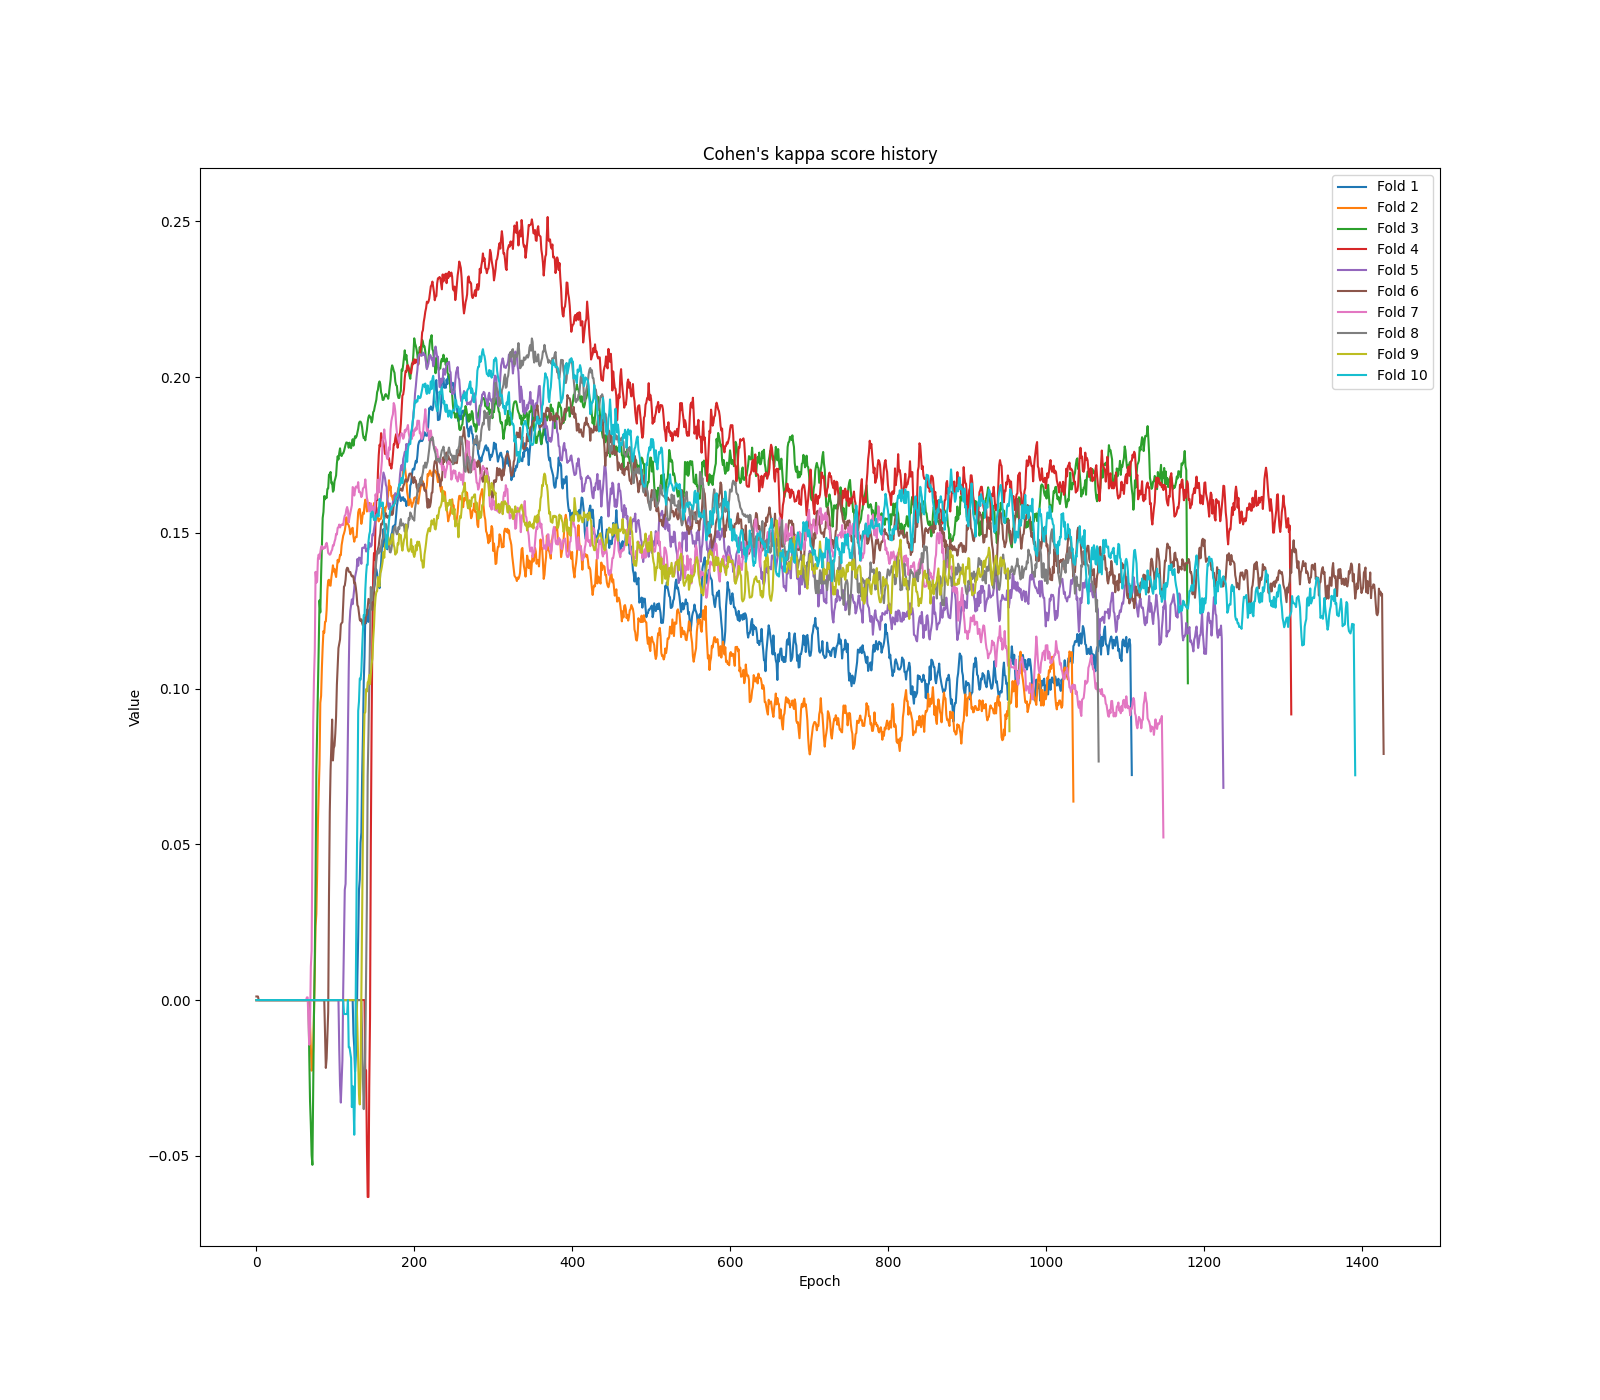 Cohen's kappa score history
Fold 1
Fold 2
Fold 3
Fold 4
Fold 5
Fold 6
Fold 7
Fold 8
Fold 9
Fold 10
0.25
0.20
0.15
0.10
0.05
0.00
−0.05
Value
0 200 400 600 800 1000 1200 1400
Epoch